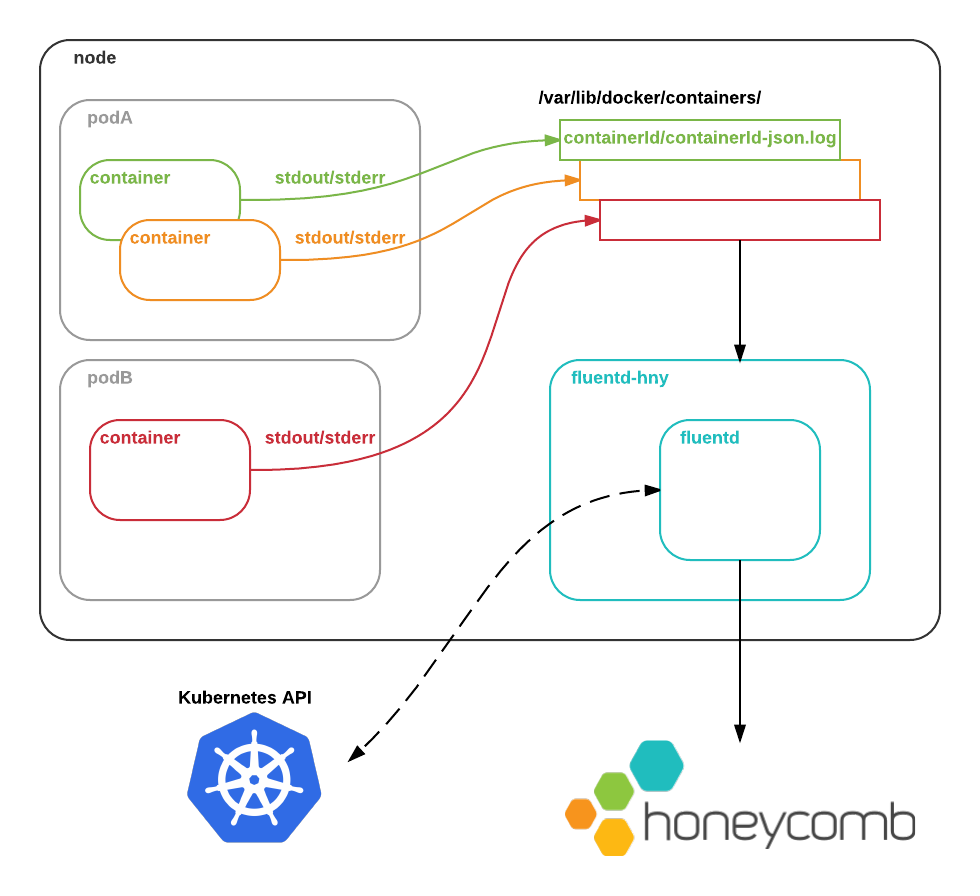 node
/var/lib/docker/containers/
podA
containerId/containerId-json.log
container
stdout/stderr
container
stdout/stderr
podB
fluentd-hny
container
stdout/stderr
fluentd
Kubernetes API
honeycomb